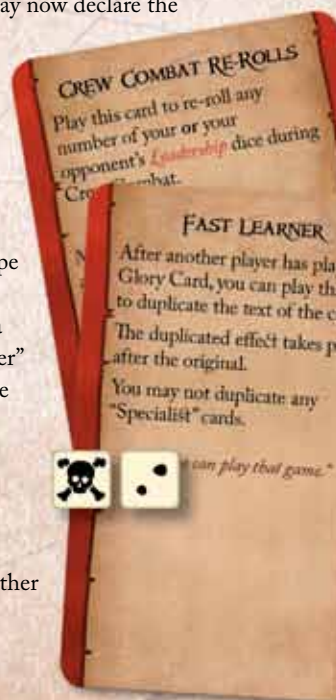 ay now declare the
CREW COMBAT RE-ROLLS
Play this card to re-roll any
number of your or your
opponent's Leadership dice during
pe
er"
e
ther
FAST LEARNER
After another player has pla
Glory Card, you can play th
to duplicate the text of the c
The duplicated effect takes p
after the original.
You may not duplicate any
"Specialist" cards.
can play that game."